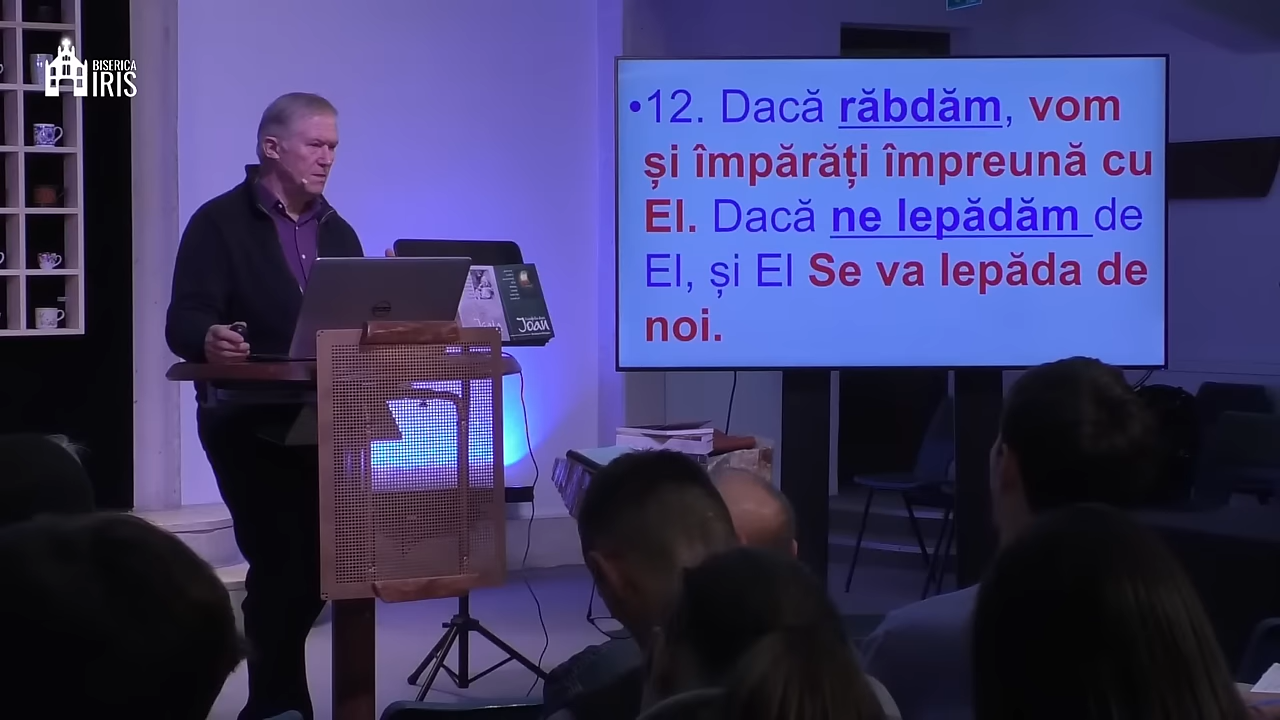 BISERICA
IRIS
•12. Dacă răbdăm, vom
și împărăți împreună cu
El. Dacă ne lepădăm de
El, și El Se va lepăda de
noi.
Ioan